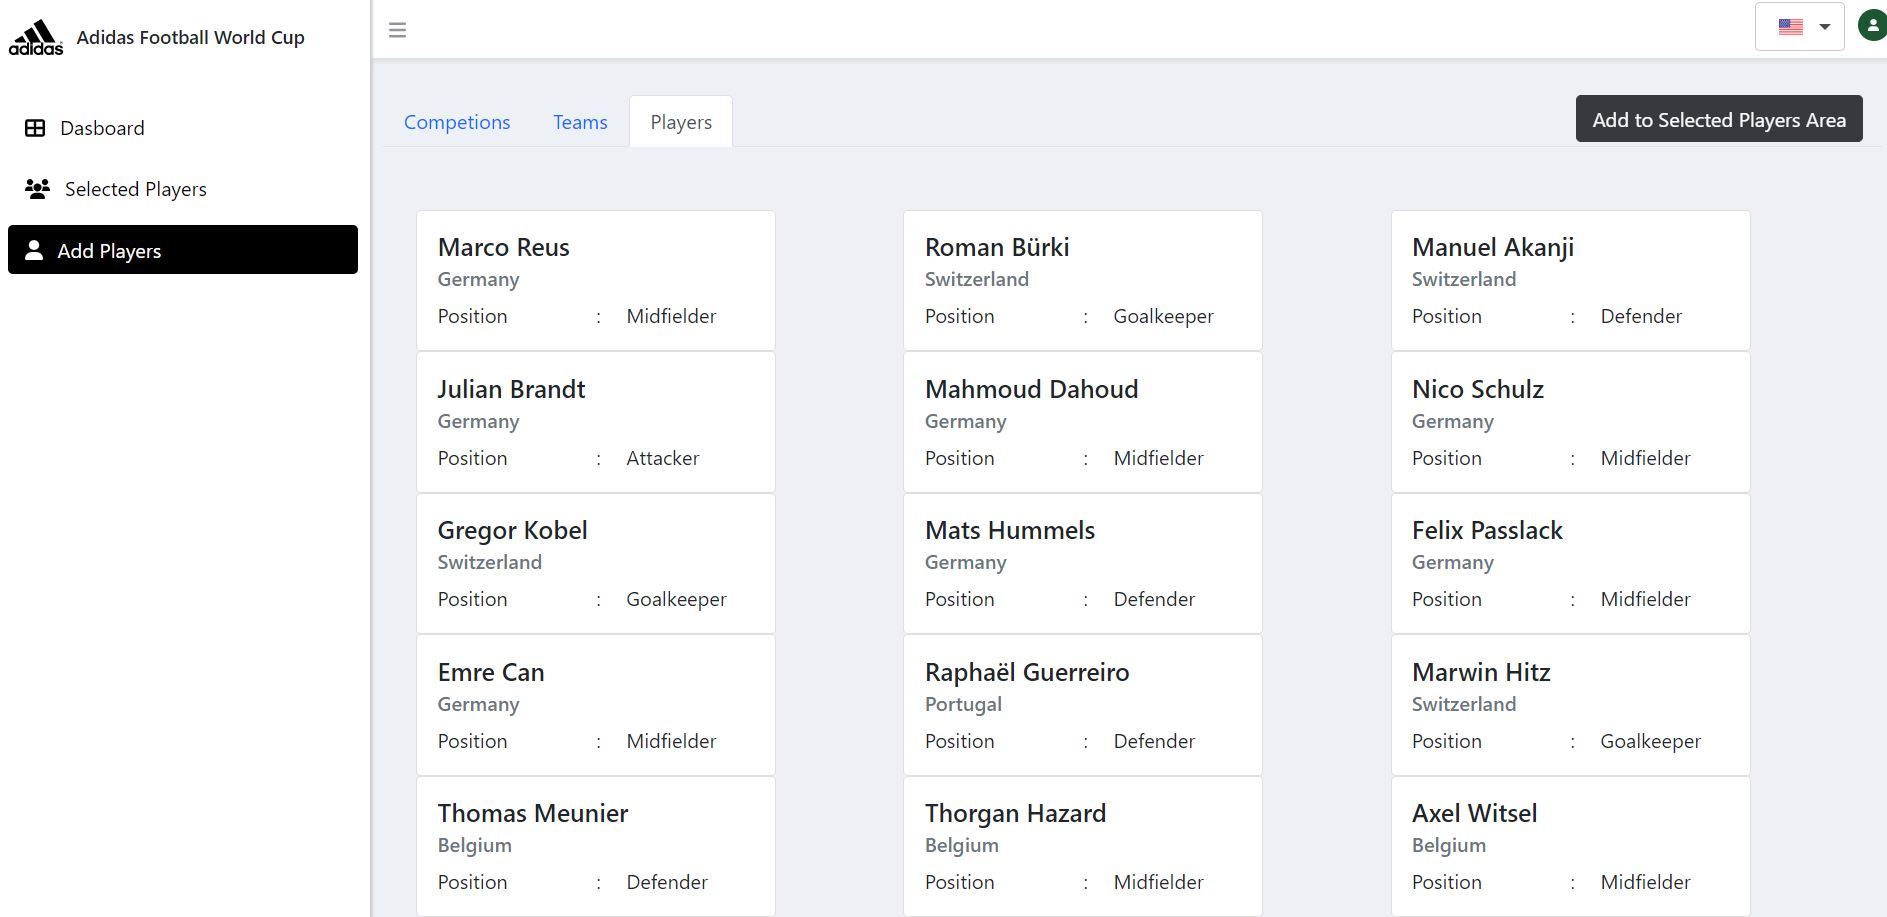 adidas Adidas Football World Cup
Dasboard
Selected Players
Add Players
Competions Teams Players
Add to Selected Players Area
Marco Reus
Germany
Position : Midfielder
Roman Bürki
Switzerland
Position : Goalkeeper
Manuel Akanji
Switzerland
Position : Defender
Julian Brandt
Germany
Position : Attacker
Mahmoud Dahoud
Germany
Position : Midfielder
Nico Schulz
Germany
Position : Midfielder
Gregor Kobel
Switzerland
Position : Goalkeeper
Mats Hummels
Germany
Position : Defender
Felix Passlack
Germany
Position : Midfielder
Emre Can
Germany
Position : Midfielder
Raphaël Guerreiro
Portugal
Position : Defender
Marwin Hitz
Switzerland
Position : Goalkeeper
Thomas Meunier
Belgium
Position : Defender
Thorgan Hazard
Belgium
Position : Midfielder
Axel Witsel
Belgium
Position : Midfielder